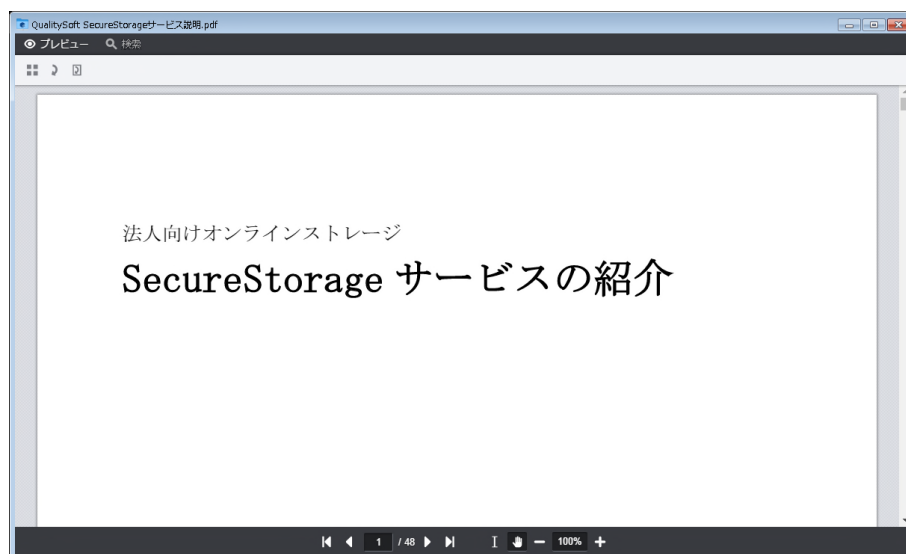 QualitySoft SecureStorageサービス説明.pdf
プレビュー 検索
法人向けオンラインストレージ
SecureStorage サービスの紹介
1 / 48 100%